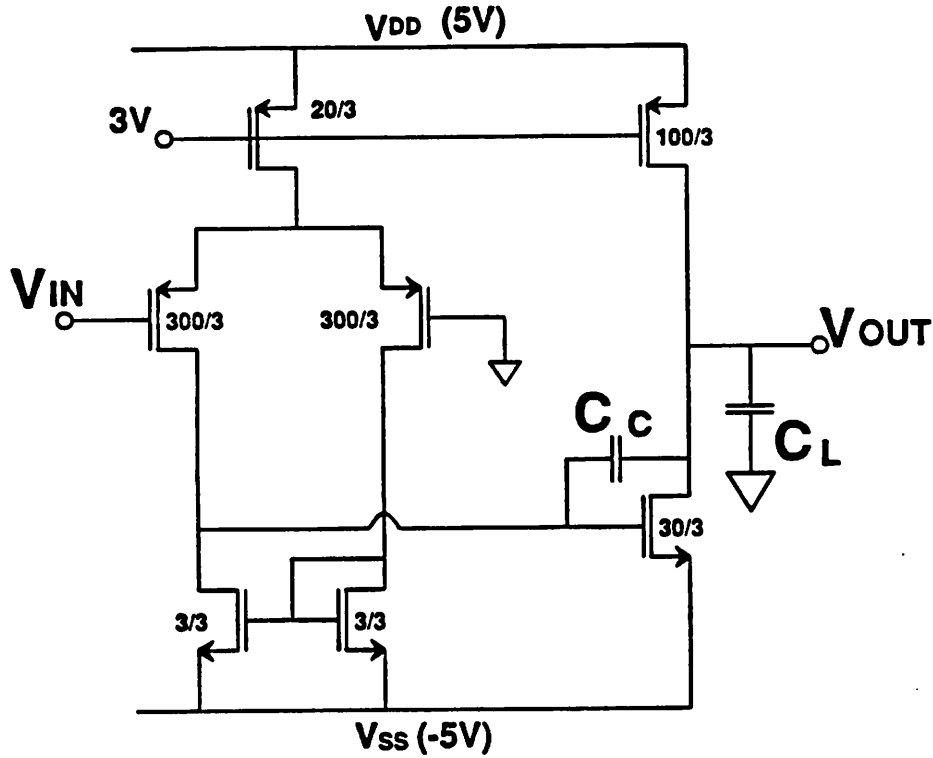 VDD (5V)
20/3
3V
100/3
VIN
300/3
300/3
VOUT
CC
CL
30/3
3/3
3/3
VSS (-5V)